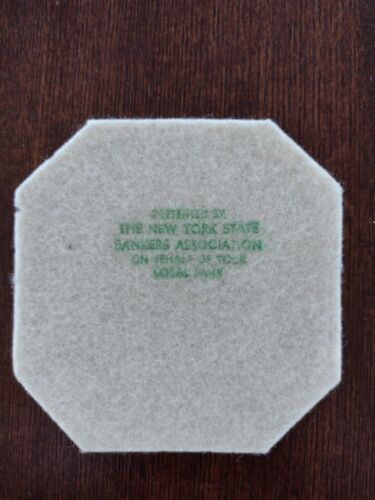 PRESENTED BY
THE NEW YORK STATE
BANKERS ASSOCIATION
ON BEHALF OF YOUR
LOCAL BANK